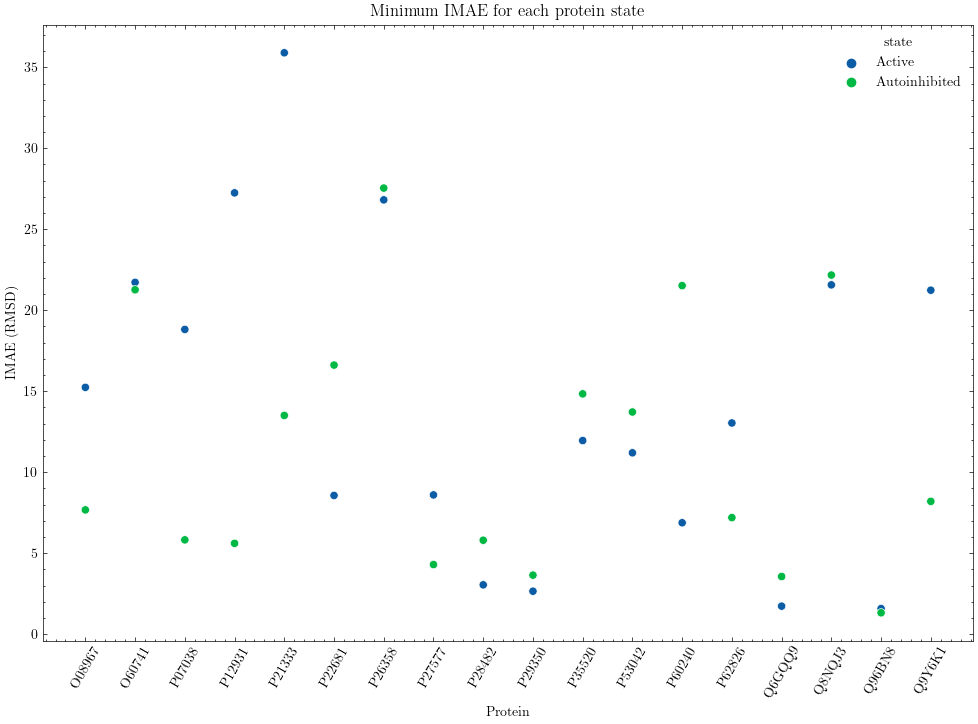 Minimum IMAE for each protein state
state
Active
Autoinhibited
IMAE (RMSD)
35
30
25
20
15
10
5
0
O08967
O60741
P07038
P12931
P21333
P22681
P26358
P27577
P28482
P29350
P35520
P53042
P60240
P62826
Q6GQQ9
Q8NQJ3
Q96BN8
Q9Y6K1
Protein